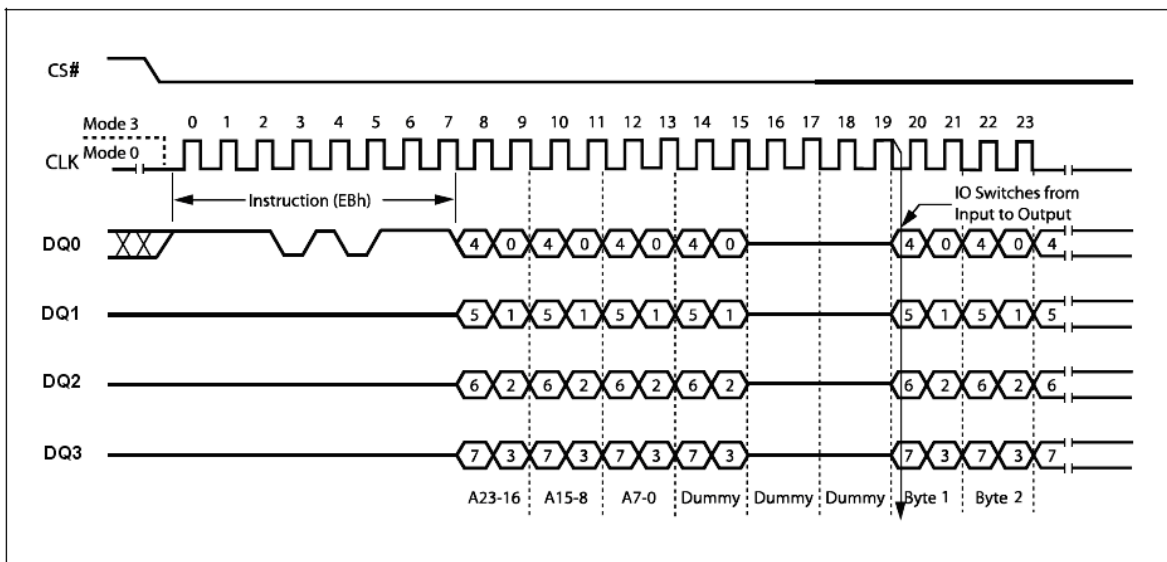 CS#
0 1 2 3 4 5 6 7 8 9 10 11 12 13 14 15 16 17 18 19 20 21 22 23
Mode 3
Mode 0
CLK
Instruction (EBh)
IO Switches from
Input to Output
DQ0 4 0 4 0 4 0 4 0 4 0 4 0 4
DQ1 5 1 5 1 5 1 5 1 5 1 5 1 5
DQ2 6 2 6 2 6 2 6 2 6 2 6 2 6
DQ3 7 3 7 3 7 3 7 3 7 3 7 3 7
A23-16 A15-8 A7-0 Dummy Dummy Dummy Byte 1 Byte 2